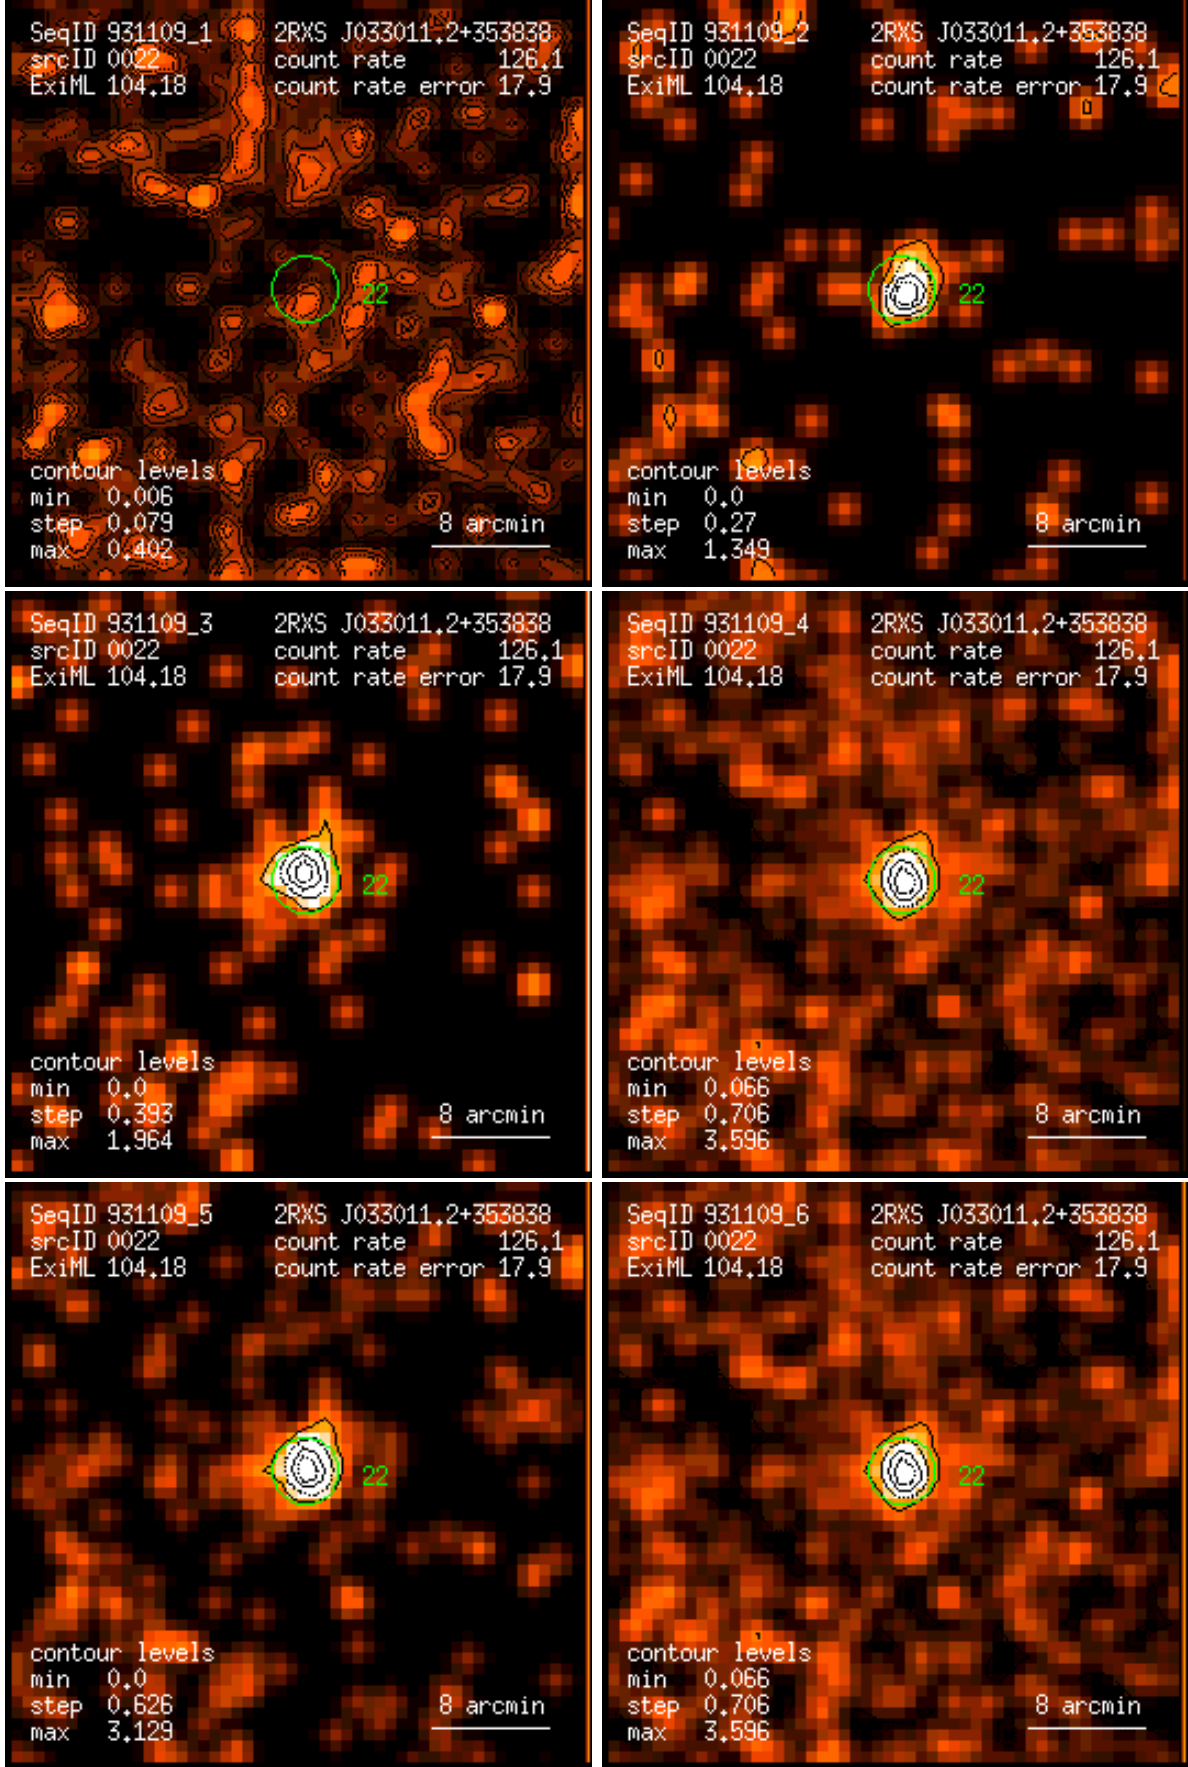 SeqID 931109_1 2RXS J033011.2+353838
srcID 0022 count rate 126.1
ExiML 104.18 count rate error 17.9
22
contour levels
min 0.006
step 0.079 8 arcmin
max 0.402
SeqID 931109_2 2RXS J033011.2+353838
srcID 0022 count rate 126.1
ExiML 104.18 count rate error 17.9
22
contour levels
min 0.0
step 0.27 8 arcmin
max 1.349
SeqID 931109_3 2RXS J033011.2+353838
srcID 0022 count rate 126.1
ExiML 104.18 count rate error 17.9
22
contour levels
min 0.0
step 0.393 8 arcmin
max 1.964
SeqID 931109_4 2RXS J033011.2+353838
srcID 0022 count rate 126.1
ExiML 104.18 count rate error 17.9
22
contour levels
min 0.066
step 0.706 8 arcmin
max 3.596
SeqID 931109_5 2RXS J033011.2+353838
srcID 0022 count rate 126.1
ExiML 104.18 count rate error 17.9
22
contour levels
min 0.0
step 0.626 8 arcmin
max 3.129
SeqID 931109_6 2RXS J033011.2+353838
srcID 0022 count rate 126.1
ExiML 104.18 count rate error 17.9
22
contour levels
min 0.066
step 0.706 8 arcmin
max 3.596